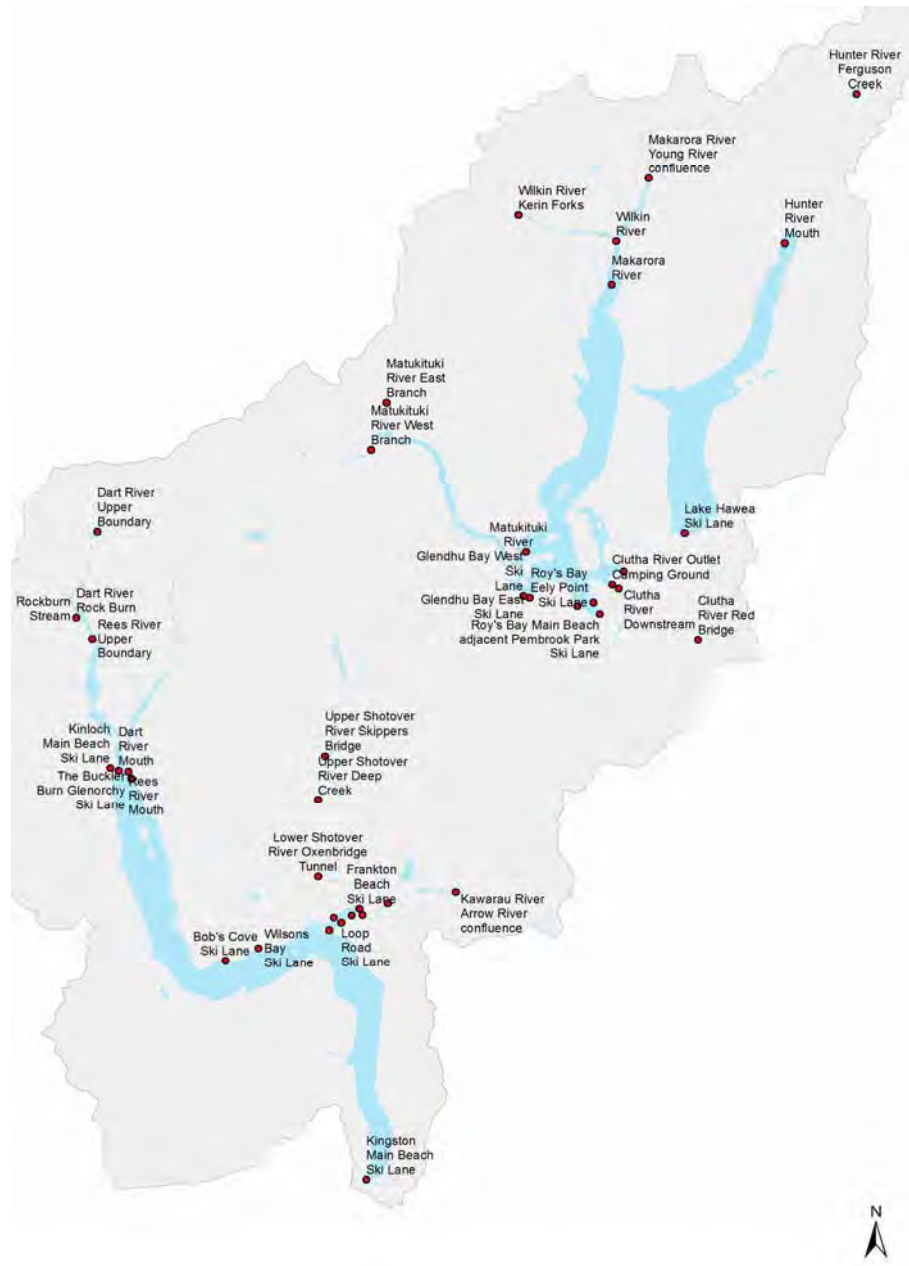 Hunter River
Ferguson
Creek
Makarora River
Young River
confluence
Wilkin River
Kerin Forks
Hunter
River
Mouth
Wilkin
River
Makarora
River
Matukituki
River East
Branch
Matukituki
River West
Branch
Dart River
Upper
Boundary
Lake Hawea
Ski Lane
Matukituki
River
Glendhu Bay West
Ski
Lane
Clutha River Outlet
Camping Ground
Roy's Bay
Eely Point
Ski Lane
Glendhu Bay East
Ski Lane
Clutha
River
Downstream
Clutha
River Red
Bridge
Roy's Bay Main Beach
adjacent Pembrook Park
Ski Lane
Rockburn
Stream
Dart River
Rock Burn
Rees River
Upper
Boundary
Kinloch
Main Beach
Ski Lane
Dart
River
Mouth
The Buckler
Burn Glenorchy
Ski Lane
Rees
River
Mouth
Upper Shotover
River Skippers
Bridge
Upper Shotover
River Deep
Creek
Lower Shotover
River Oxenbridge
Tunnel
Frankton
Beach
Ski Lane
Kawarau River
Arrow River
confluence
Bob's Cove
Ski Lane
Wilsons
Bay
Ski Lane
Loop
Road
Ski Lane
Kingston
Main Beach
Ski Lane
N